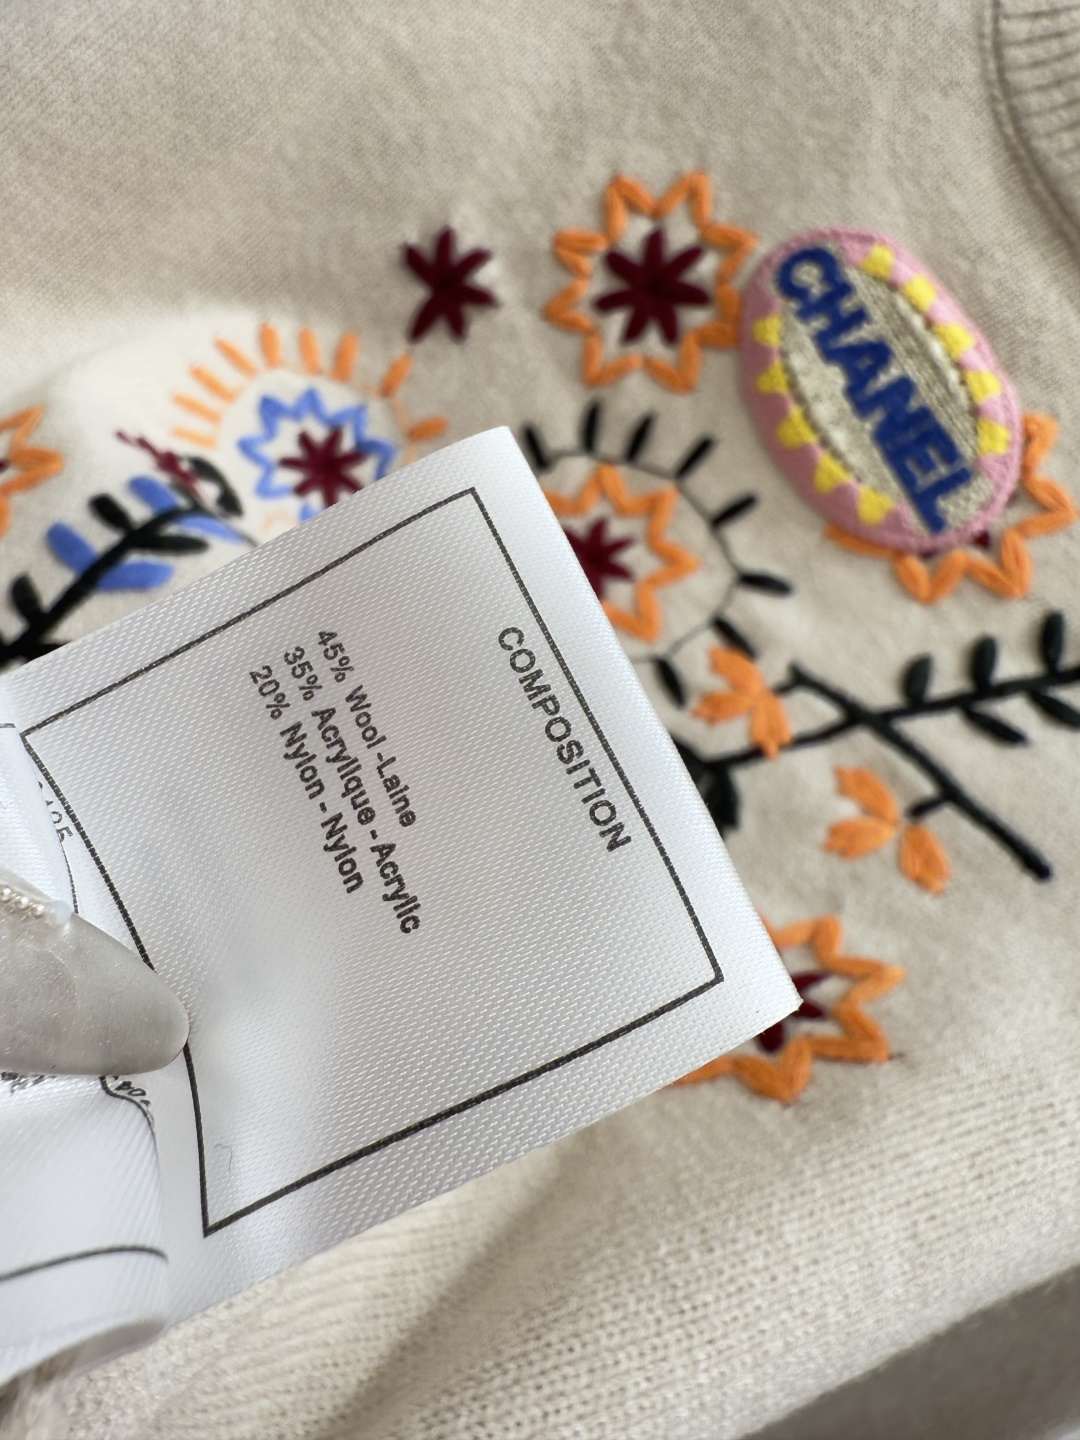 COMPOSITION
45% Wool-Laine
35% Acrylique - Acrylic
20% Nylon - Nylon
CHANEL